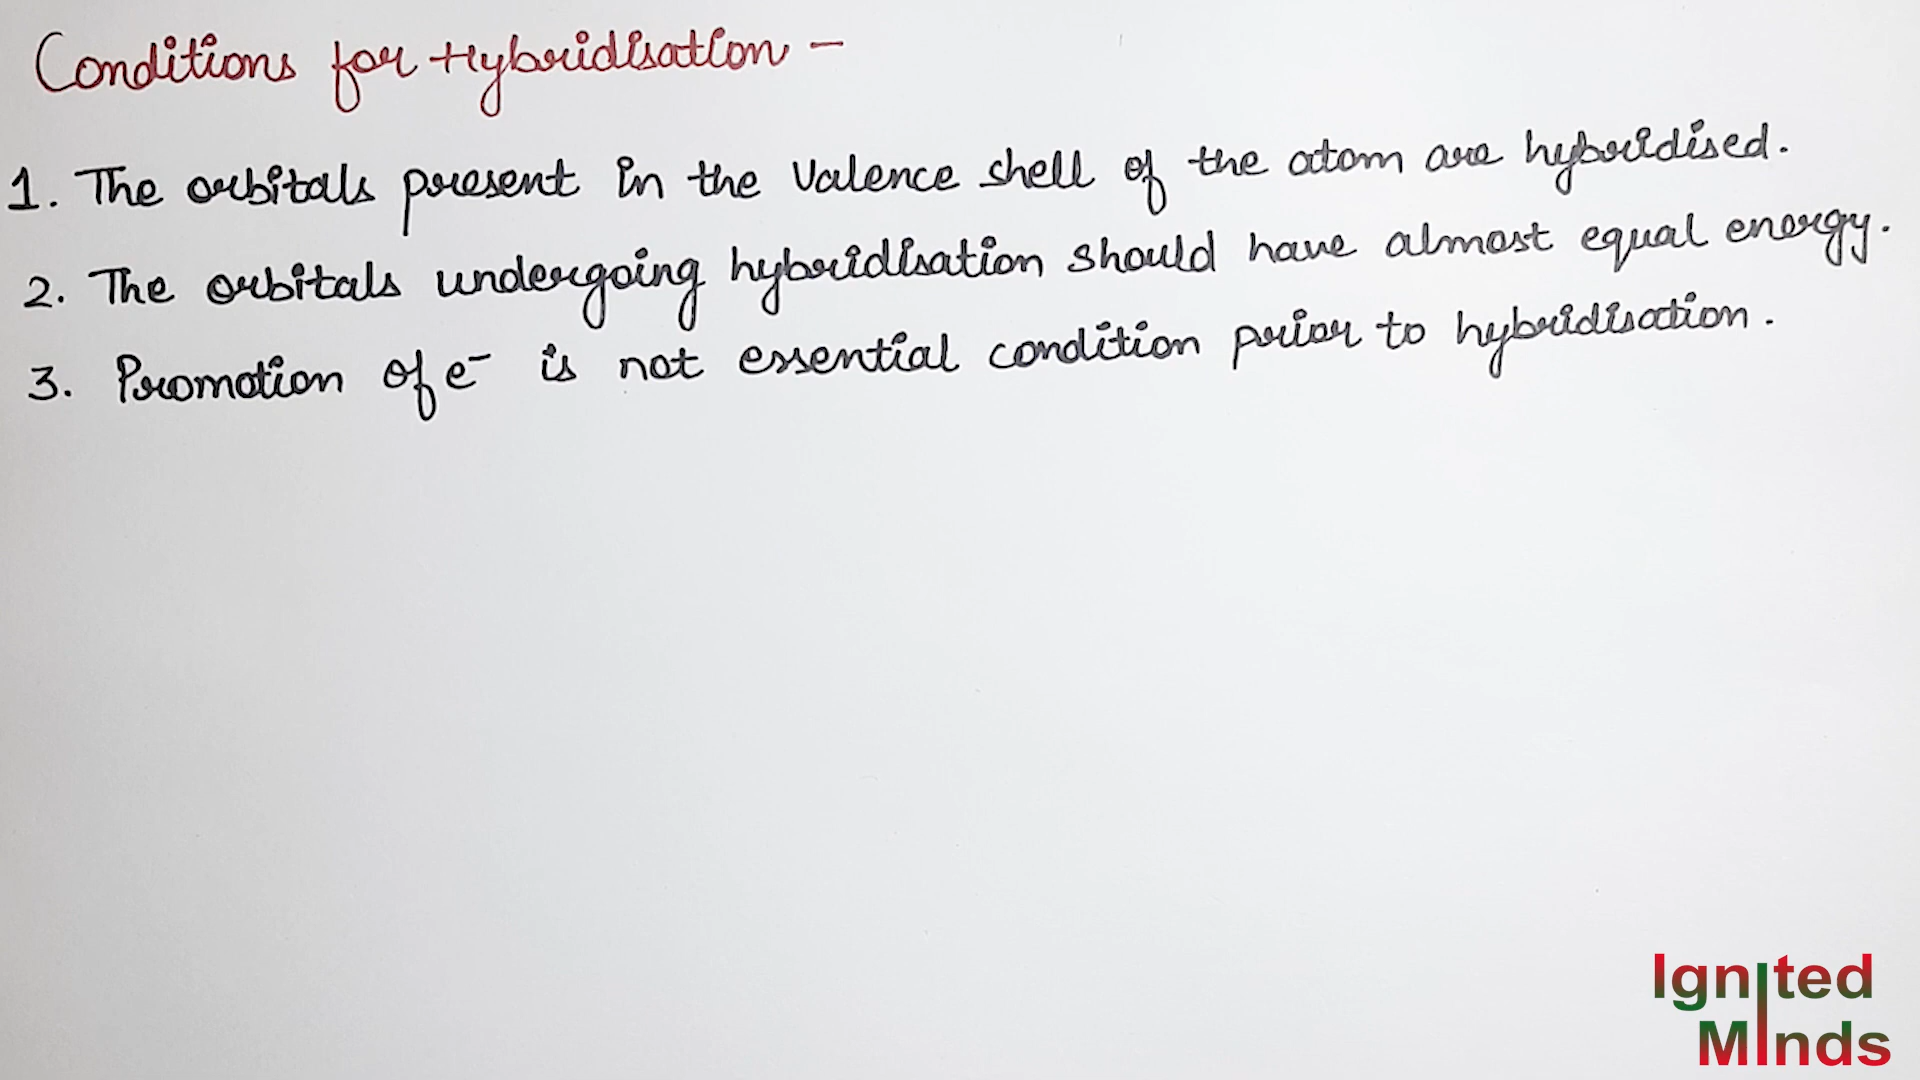 Conditions for Hybridisation -
1. The orbitals present in the valence shell of the atom are hybridised.
2. The orbitals undergoing hybridisation should have almost equal energy.
3. Promotion of e⁻ is not essential condition prior to hybridisation.
Ignited
Minds